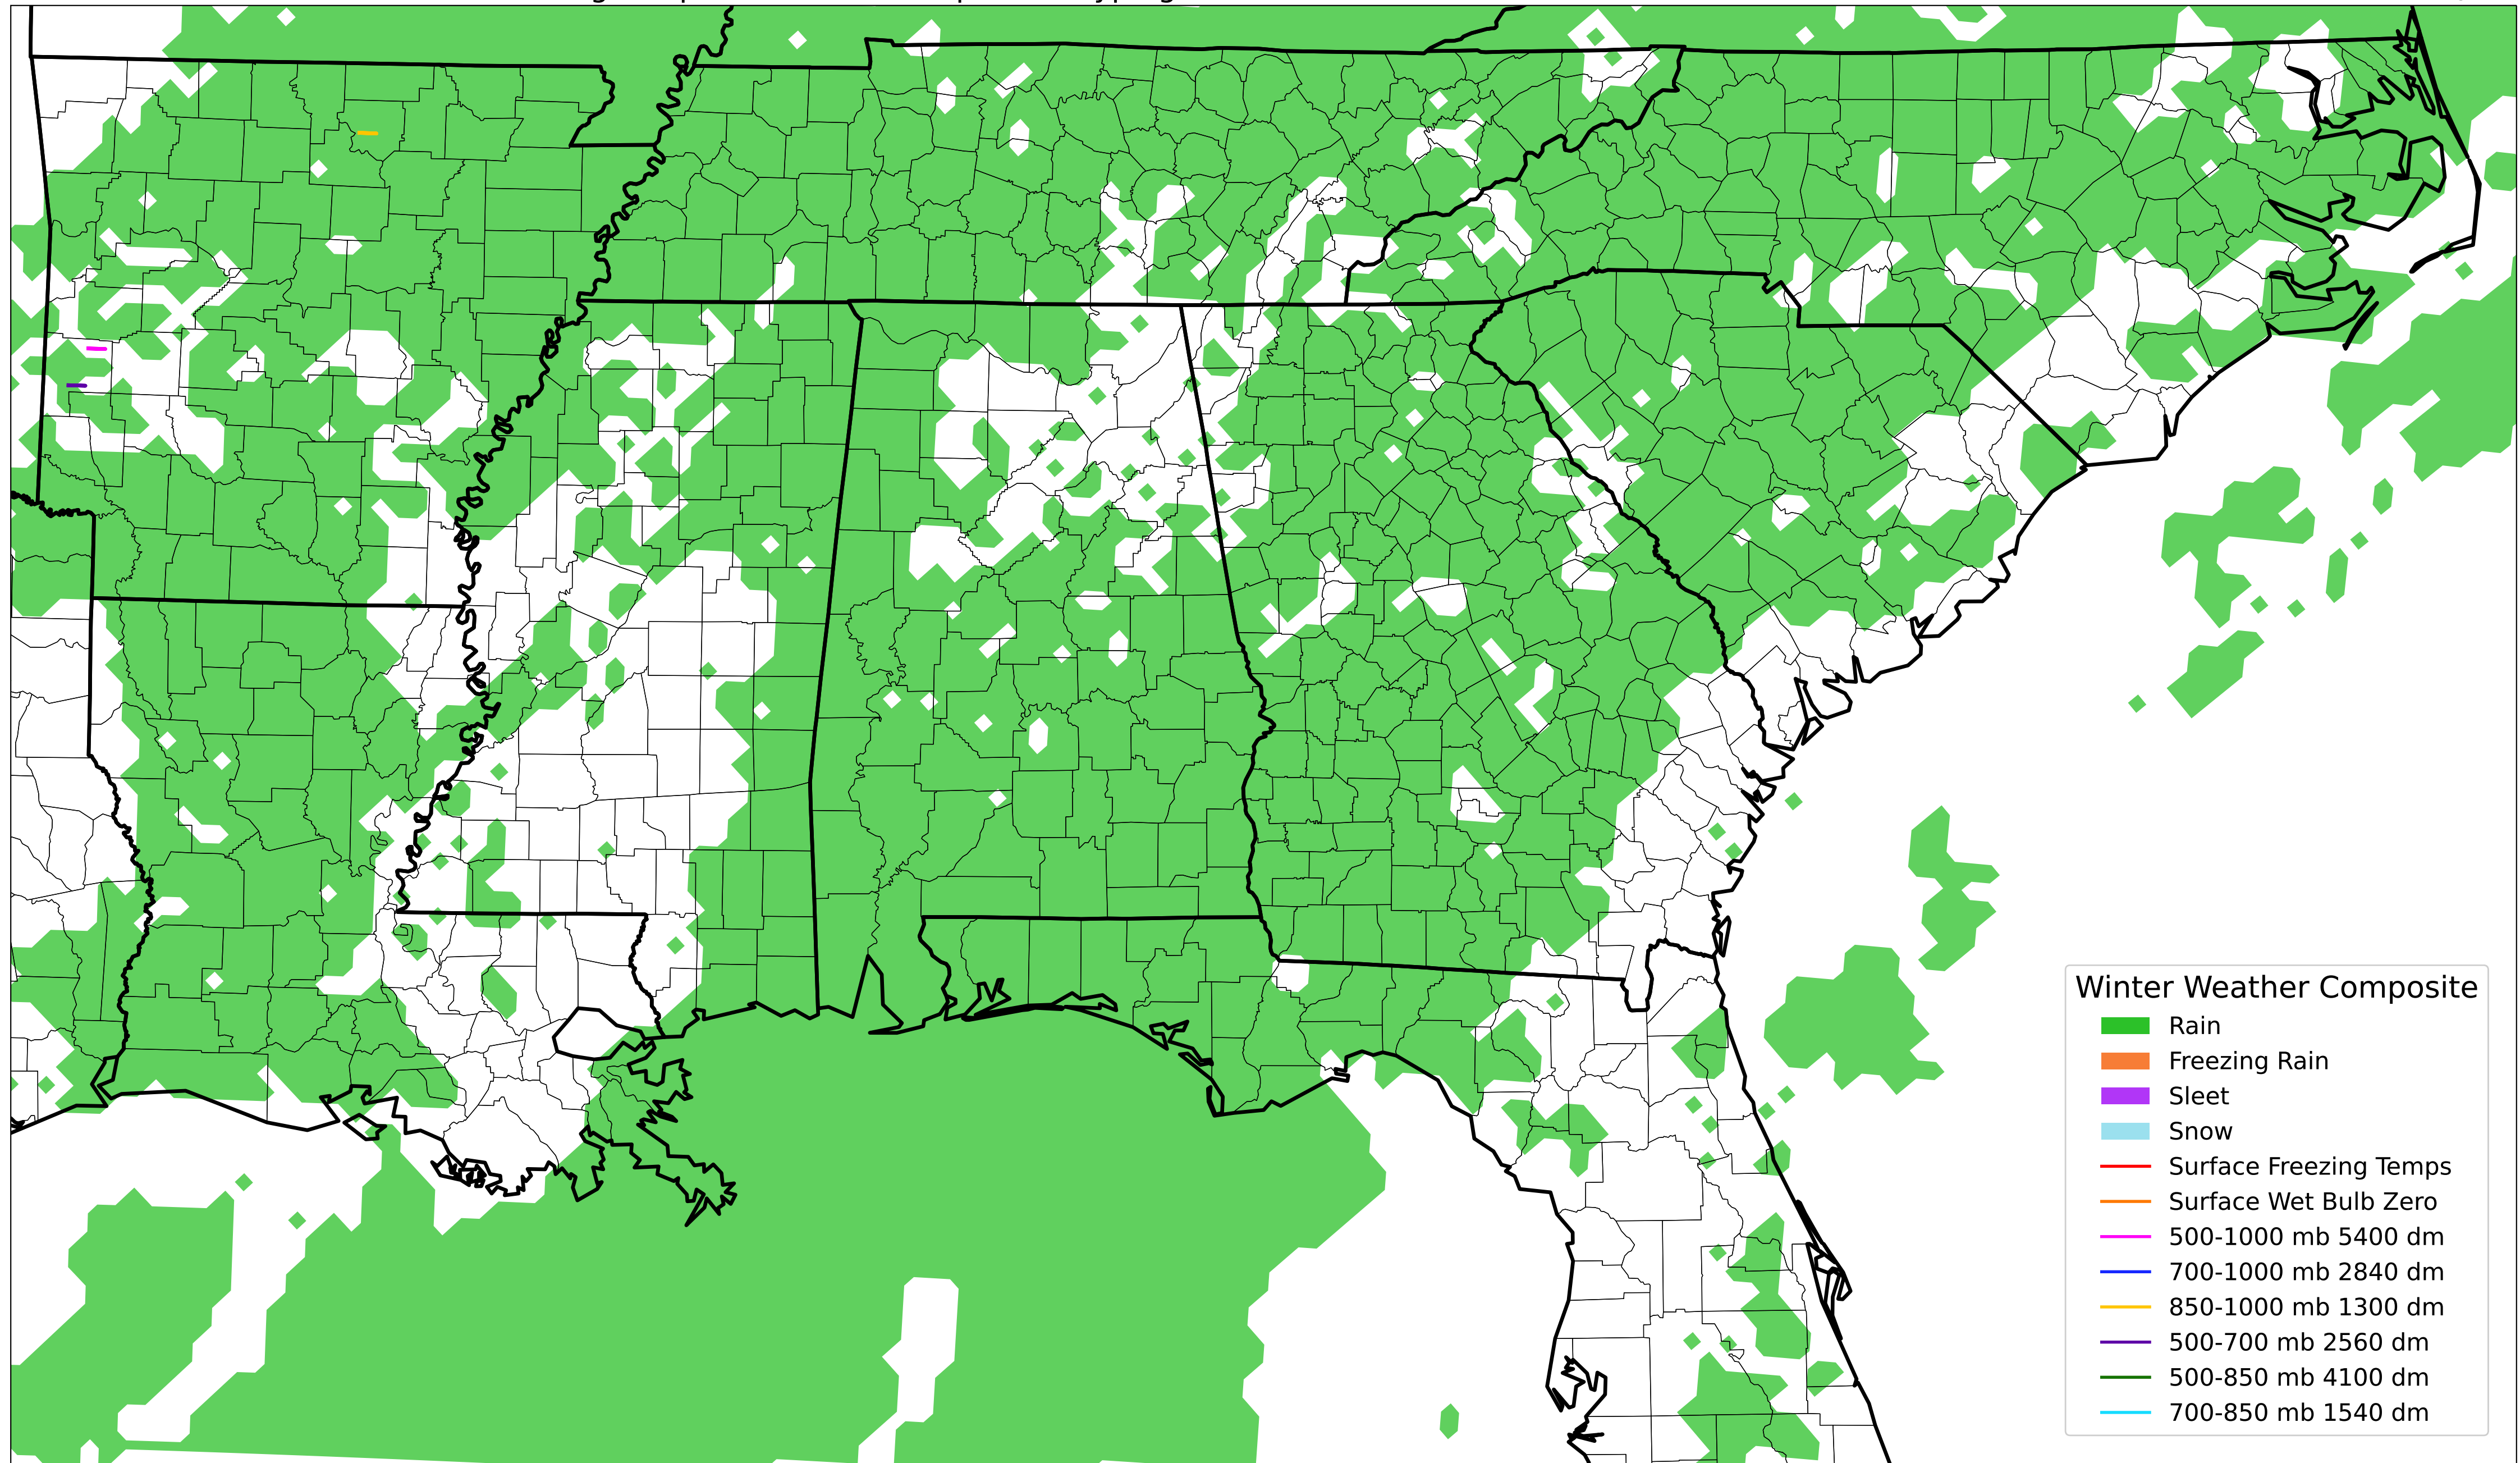 Winter Weather Composite
Rain
Freezing Rain
Sleet
Snow
Surface Freezing Temps
Surface Wet Bulb Zero
500-1000 mb 5400 dm
700-1000 mb 2840 dm
850-1000 mb 1300 dm
500-700 mb 2560 dm
500-850 mb 4100 dm
700-850 mb 1540 dm